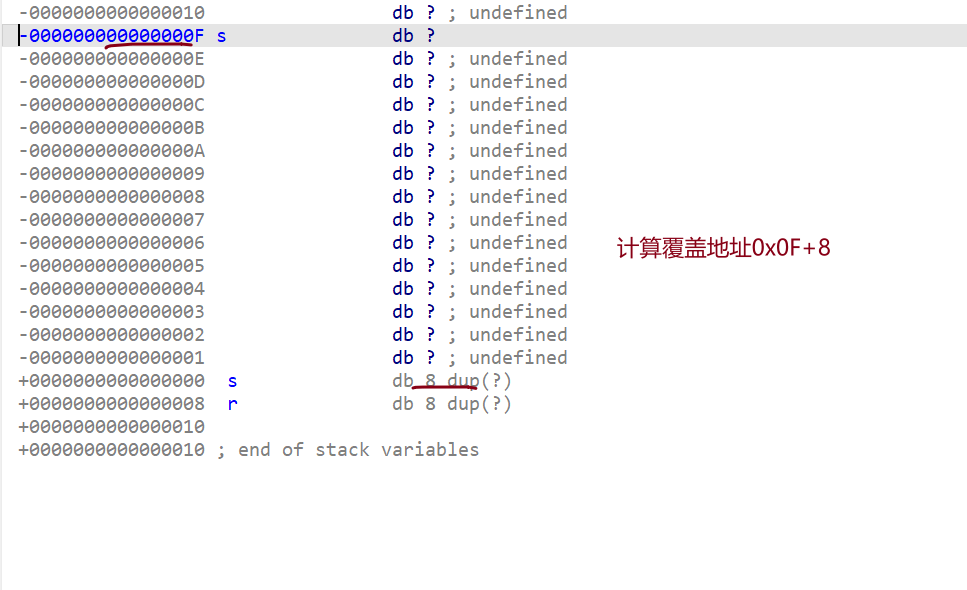 -0000000000000010 db ? ; undefined
-000000000000000F s db ?
-000000000000000E db ? ; undefined
-000000000000000D db ? ; undefined
-000000000000000C db ? ; undefined
-000000000000000B db ? ; undefined
-000000000000000A db ? ; undefined
-0000000000000009 db ? ; undefined
-0000000000000008 db ? ; undefined
-0000000000000007 db ? ; undefined
-0000000000000006 db ? ; undefined
计算覆盖地址0x0F+8
-0000000000000005 db ? ; undefined
-0000000000000004 db ? ; undefined
-0000000000000003 db ? ; undefined
-0000000000000002 db ? ; undefined
-0000000000000001 db ? ; undefined
+0000000000000000 s db 8 dup(?)
+0000000000000008 r db 8 dup(?)
+0000000000000010
+0000000000000010 ; end of stack variables